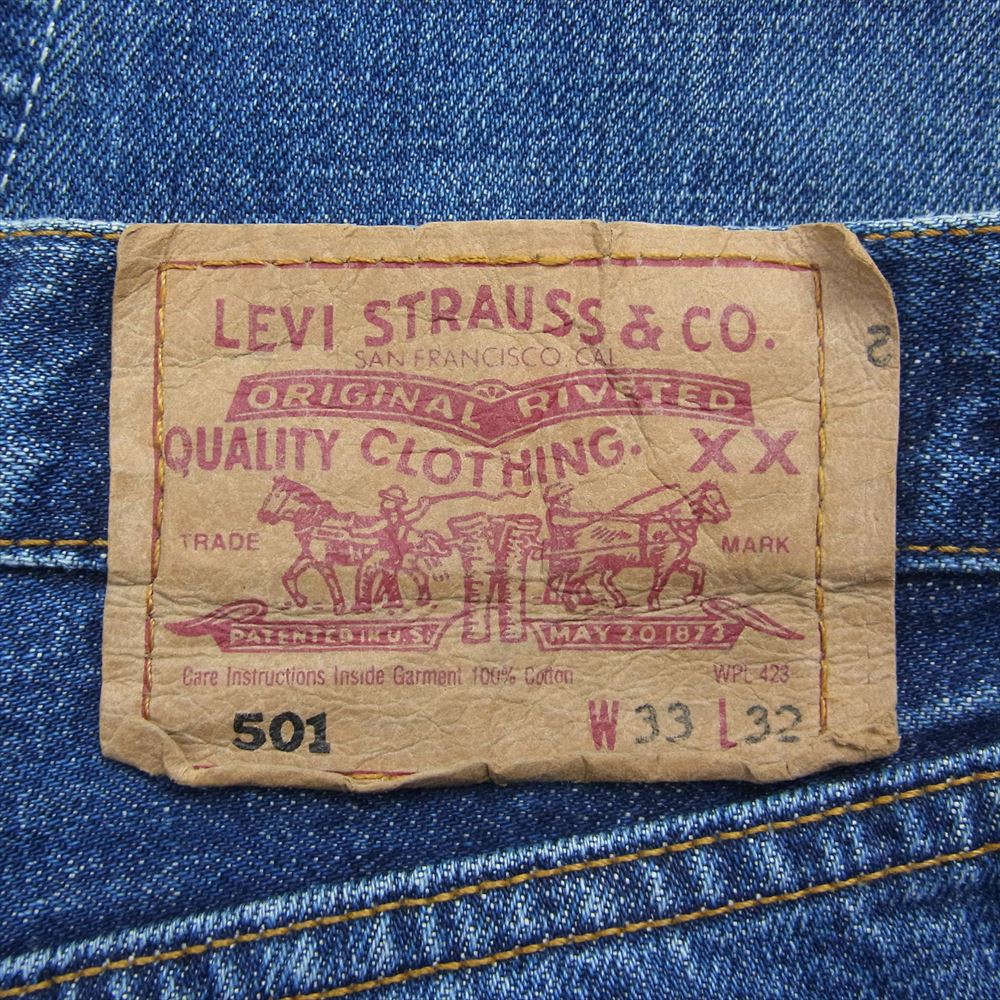 LEVI STRAUSS & CO.
SAN FRANCISCO CAL
ORIGINAL RIVETED
QUALITY CLOTHING. XX
TRADE MARK
PATENTED IN U.S. MAY 20 1873
Care Instructions Inside Garment 100% Cotton WPL 423
501 W 33 L 32
2